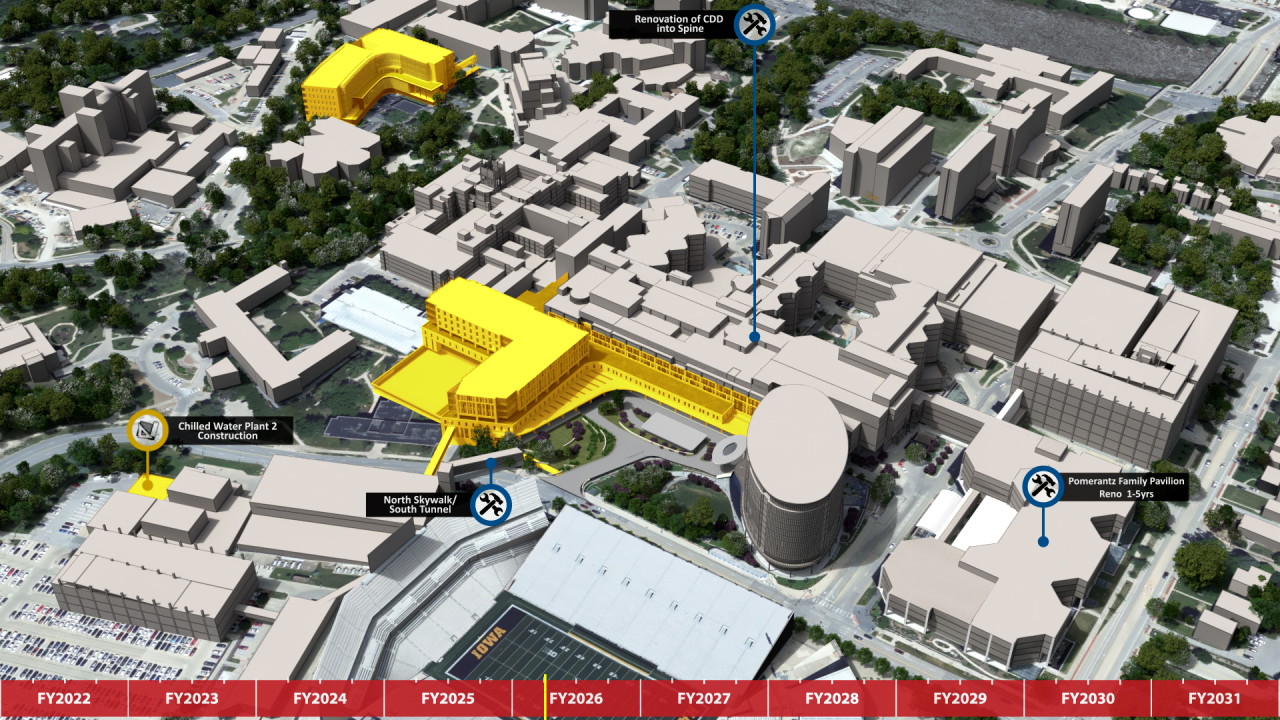 Renovation of CDD
into Spine
Chilled Water Plant 2
Construction
North Skywalk/
South Tunnel
Pomerantz Family Pavilion
Reno 1-5yrs
IOWA
FY2022
FY2023
FY2024
FY2025
FY2026
FY2027
FY2028
FY2029
FY2030
FY2031